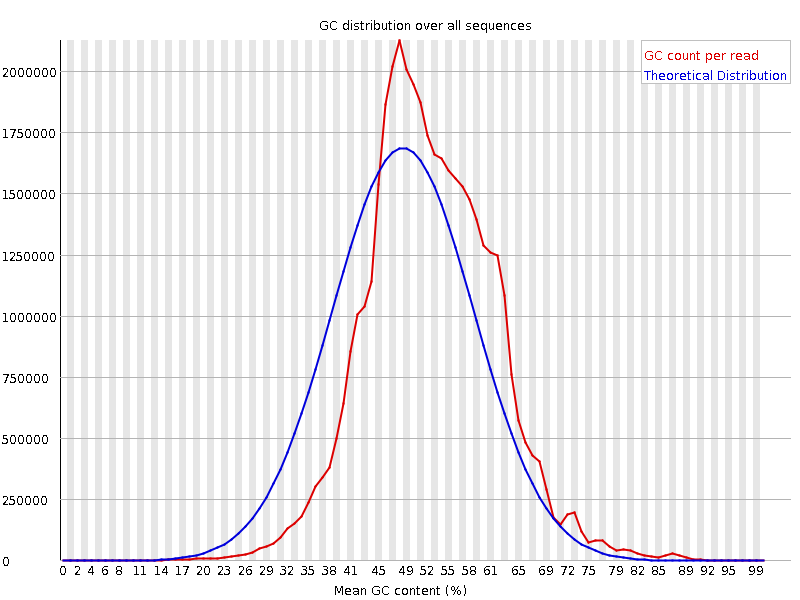 GC distribution over all sequences
GC count per read
Theoretical Distribution
2000000
1750000
1500000
1250000
1000000
750000
500000
250000
0
0 2 4 6 8 11 14 17 20 23 26 29 32 35 38 41 45 49 52 55 58 61 65 69 72 75 79 82 85 89 92 95 99
Mean GC content (%)